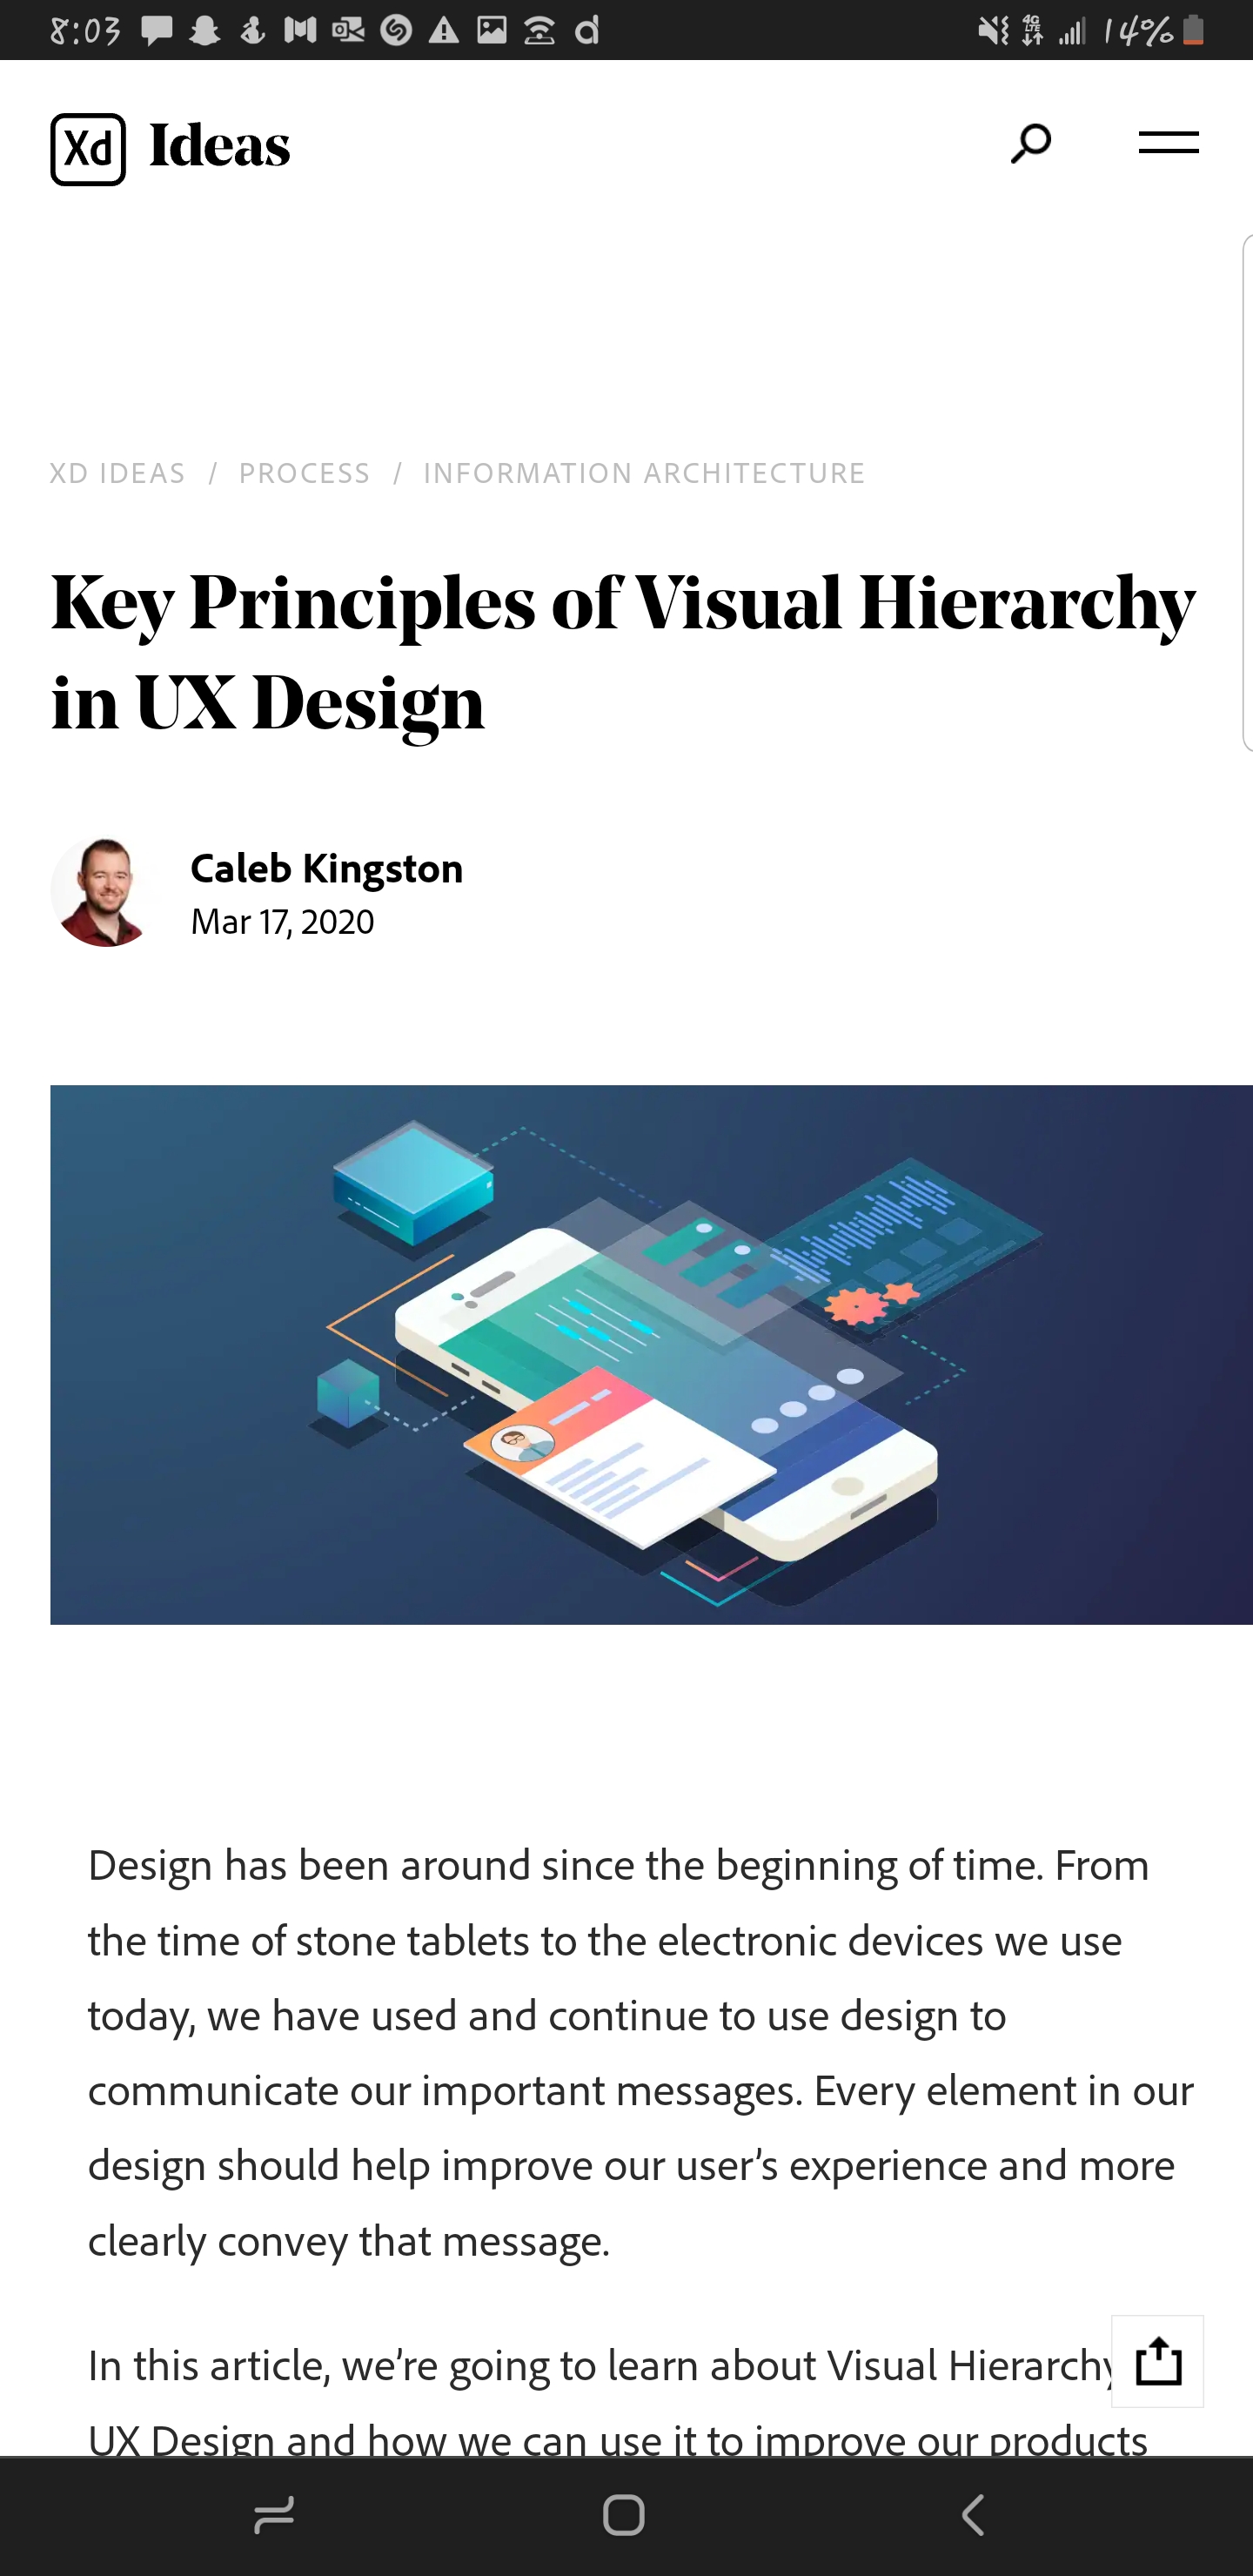 8:03
4G
LTE
14%
Xd Ideas
XD IDEAS / PROCESS / INFORMATION ARCHITECTURE
Key Principles of Visual Hierarchy
in UX Design
Caleb Kingston
Mar 17, 2020
Design has been around since the beginning of time. From
the time of stone tablets to the electronic devices we use
today, we have used and continue to use design to
communicate our important messages. Every element in our
design should help improve our user’s experience and more
clearly convey that message.
In this article, we’re going to learn about Visual Hierarchy
UX Design and how we can use it to improve our products